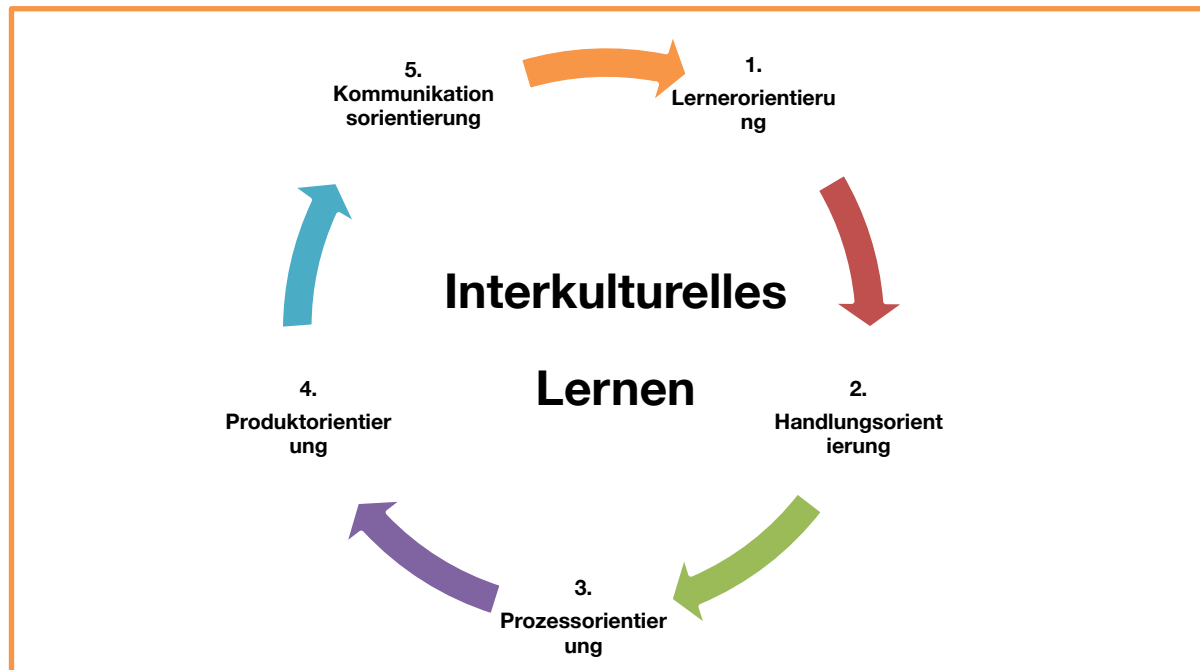 1.
Lernerorientieru
ng
2.
Handlungsorient
ierung
3.
Prozessorientier
ung
4.
Produktorientier
ung
5.
Kommunikation
sorientierung
Interkulturelles
Lernen